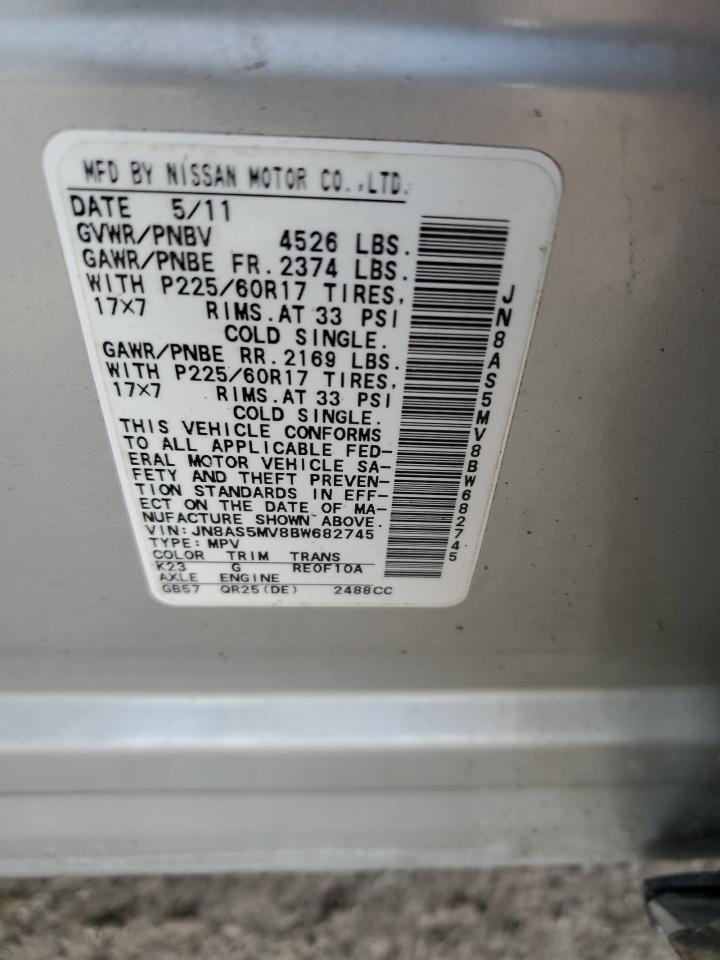 MFD BY NISSAN MOTOR CO.,LTD.
DATE 5/11
GVWR/PNBV 4526 LBS.
GAWR/PNBE FR. 2374 LBS.
WITH P225/60R17 TIRES,
17×7 RIMS.AT 33 PSI
COLD SINGLE.
GAWR/PNBE RR. 2169 LBS.
WITH P225/60R17 TIRES,
17×7 RIMS.AT 33 PSI
COLD SINGLE.
THIS VEHICLE CONFORMS
TO ALL APPLICABLE FED-
ERAL MOTOR VEHICLE SA-
FETY AND THEFT PREVEN-
TION STANDARDS IN EFF-
ECT ON THE DATE OF MA-
NUFACTURE SHOWN ABOVE.
VIN: JN8AS5MV8BW682745
TYPE: MPV
COLOR TRIM TRANS
K23 G RE0F10A
AXLE ENGINE
GB57 QR25(DE) 2488CC
JN8AS5MV8BW682745